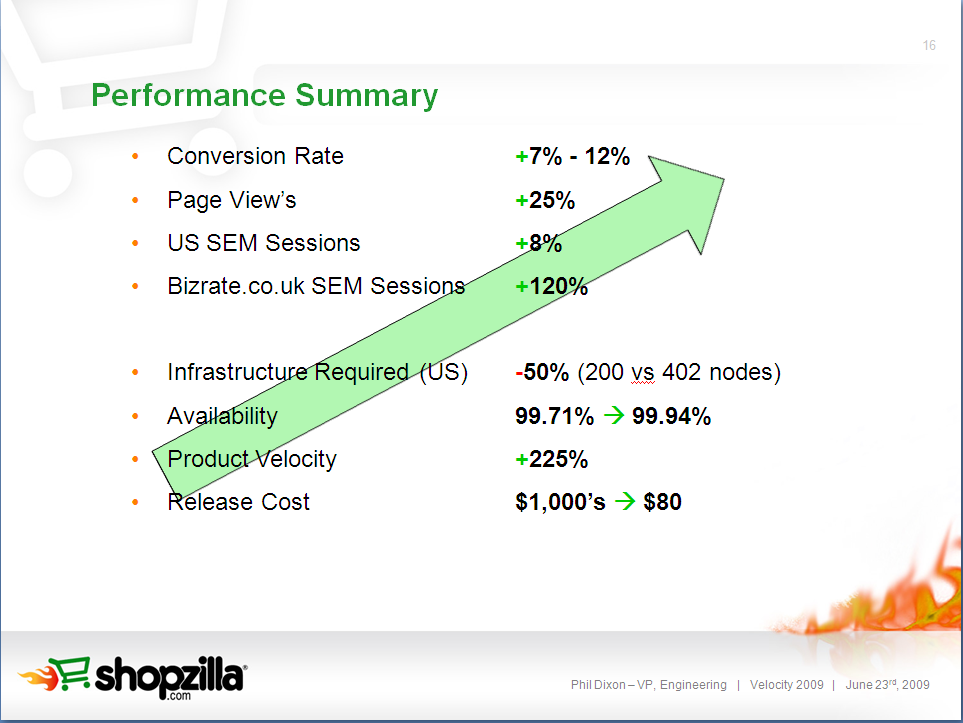 16
Performance Summary
• Conversion Rate +7% - 12%
• Page View’s +25%
• US SEM Sessions +8%
• Bizrate.co.uk SEM Sessions +120%
• Infrastructure Required (US) -50% (200 vs 402 nodes)
• Availability 99.71% → 99.94%
• Product Velocity +225%
• Release Cost $1,000’s → $80
shopzilla®
.com
Phil Dixon – VP, Engineering | Velocity 2009 | June 23rd, 2009